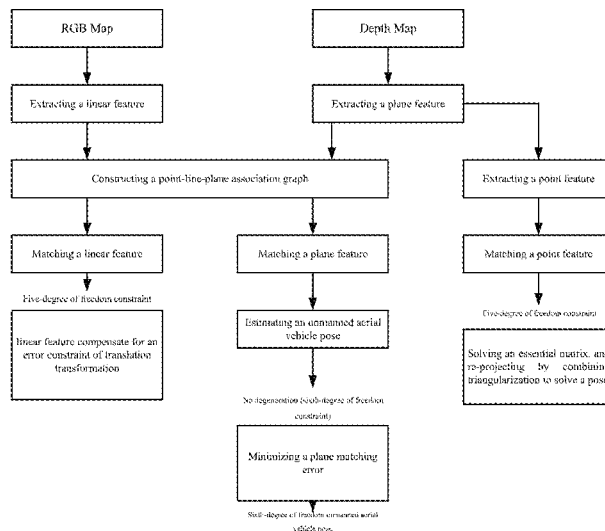 RGB Map
Depth Map
Extracting a linear feature
Extracting a plane feature
Constructing a point-line-plane association graph
Extracting a point feature
Matching a linear feature
Matching a plane feature
Matching a point feature
Five-degree of freedom constraint
linear feature compensate for an
error constraint of translation
transformation
Estimating an unmanned aerial
vehicle pose
Five-degree of freedom constraint
Solving an essential matrix, and
re-projecting by combining
triangularization to solve a pose
No degeneration (sixth-degree of freedom
constraint)
Minimizing a plane matching
error
Sixth-degree of freedom unmanned aerial
vehicle pose